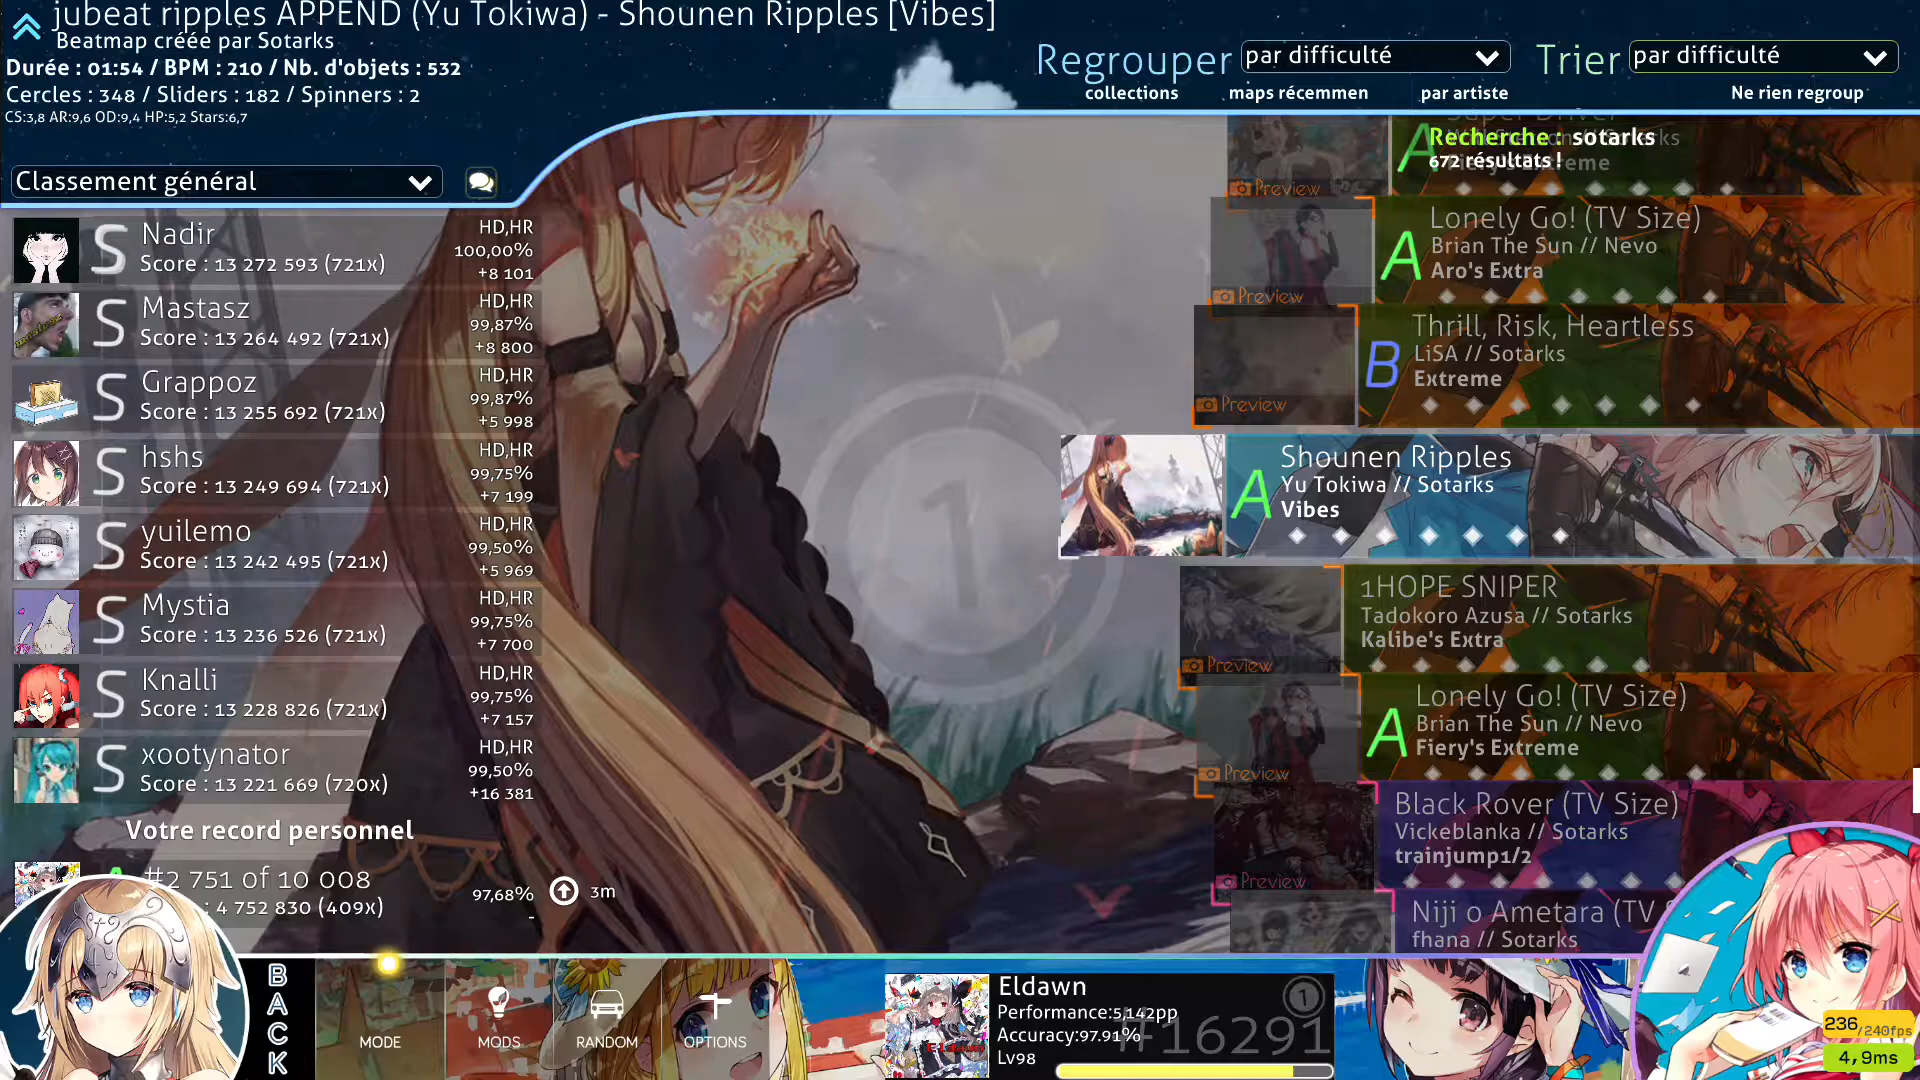 jubeat ripples APPEND (Yu Tokiwa) - Shounen Ripples [Vibes]
Beatmap créée par Sotarks
Durée : 01:54 / BPM : 210 / Nb. d'objets : 532
Cercles : 348 / Sliders : 182 / Spinners : 2
CS:3,8 AR:9,6 OD:9,4 HP:5,2 Stars:6,7
Regrouper par difficulté
Trier par difficulté
collections
maps récemmen
par artiste
Ne rien regroup
Classement général
Recherche : sotarks
672 résultats !
Nadir
Score : 13 272 593 (721x)
HD,HR
100,00%
+8 101
Mastasz
Score : 13 264 492 (721x)
HD,HR
99,87%
+8 800
Grappoz
Score : 13 255 692 (721x)
HD,HR
99,87%
+5 998
hshs
Score : 13 249 694 (721x)
HD,HR
99,75%
+7 199
yuilemo
Score : 13 242 495 (721x)
HD,HR
99,50%
+5 969
Mystia
Score : 13 236 526 (721x)
HD,HR
99,75%
+7 700
Knalli
Score : 13 228 826 (721x)
HD,HR
99,75%
+7 157
xootynator
Score : 13 221 669 (720x)
HD,HR
99,50%
+16 381
Votre record personnel
#2 751 of 10 008
: 4 752 830 (409x)
97,68%
-
3m
1
Super Driver
Preview
A
Lonely Go! (TV Size)
Brian The Sun // Nevo
Aro's Extra
Preview
B
Thrill, Risk, Heartless
LiSA // Sotarks
Extreme
Preview
A
Shounen Ripples
Yu Tokiwa // Sotarks
Vibes
1HOPE SNIPER
Tadokoro Azusa // Sotarks
Kalibe's Extra
Preview
A
Lonely Go! (TV Size)
Brian The Sun // Nevo
Fiery's Extreme
Preview
Black Rover (TV Size)
Vickeblanka // Sotarks
trainjump1/2
Preview
Niji o Ametara (TV S
fhana // Sotarks
BACK
MODE
MODS
RANDOM
OPTIONS
Eldawn
Performance:5,142pp
Accuracy:97.91%
Lv98
#16291
1
236/240fps
4,9ms